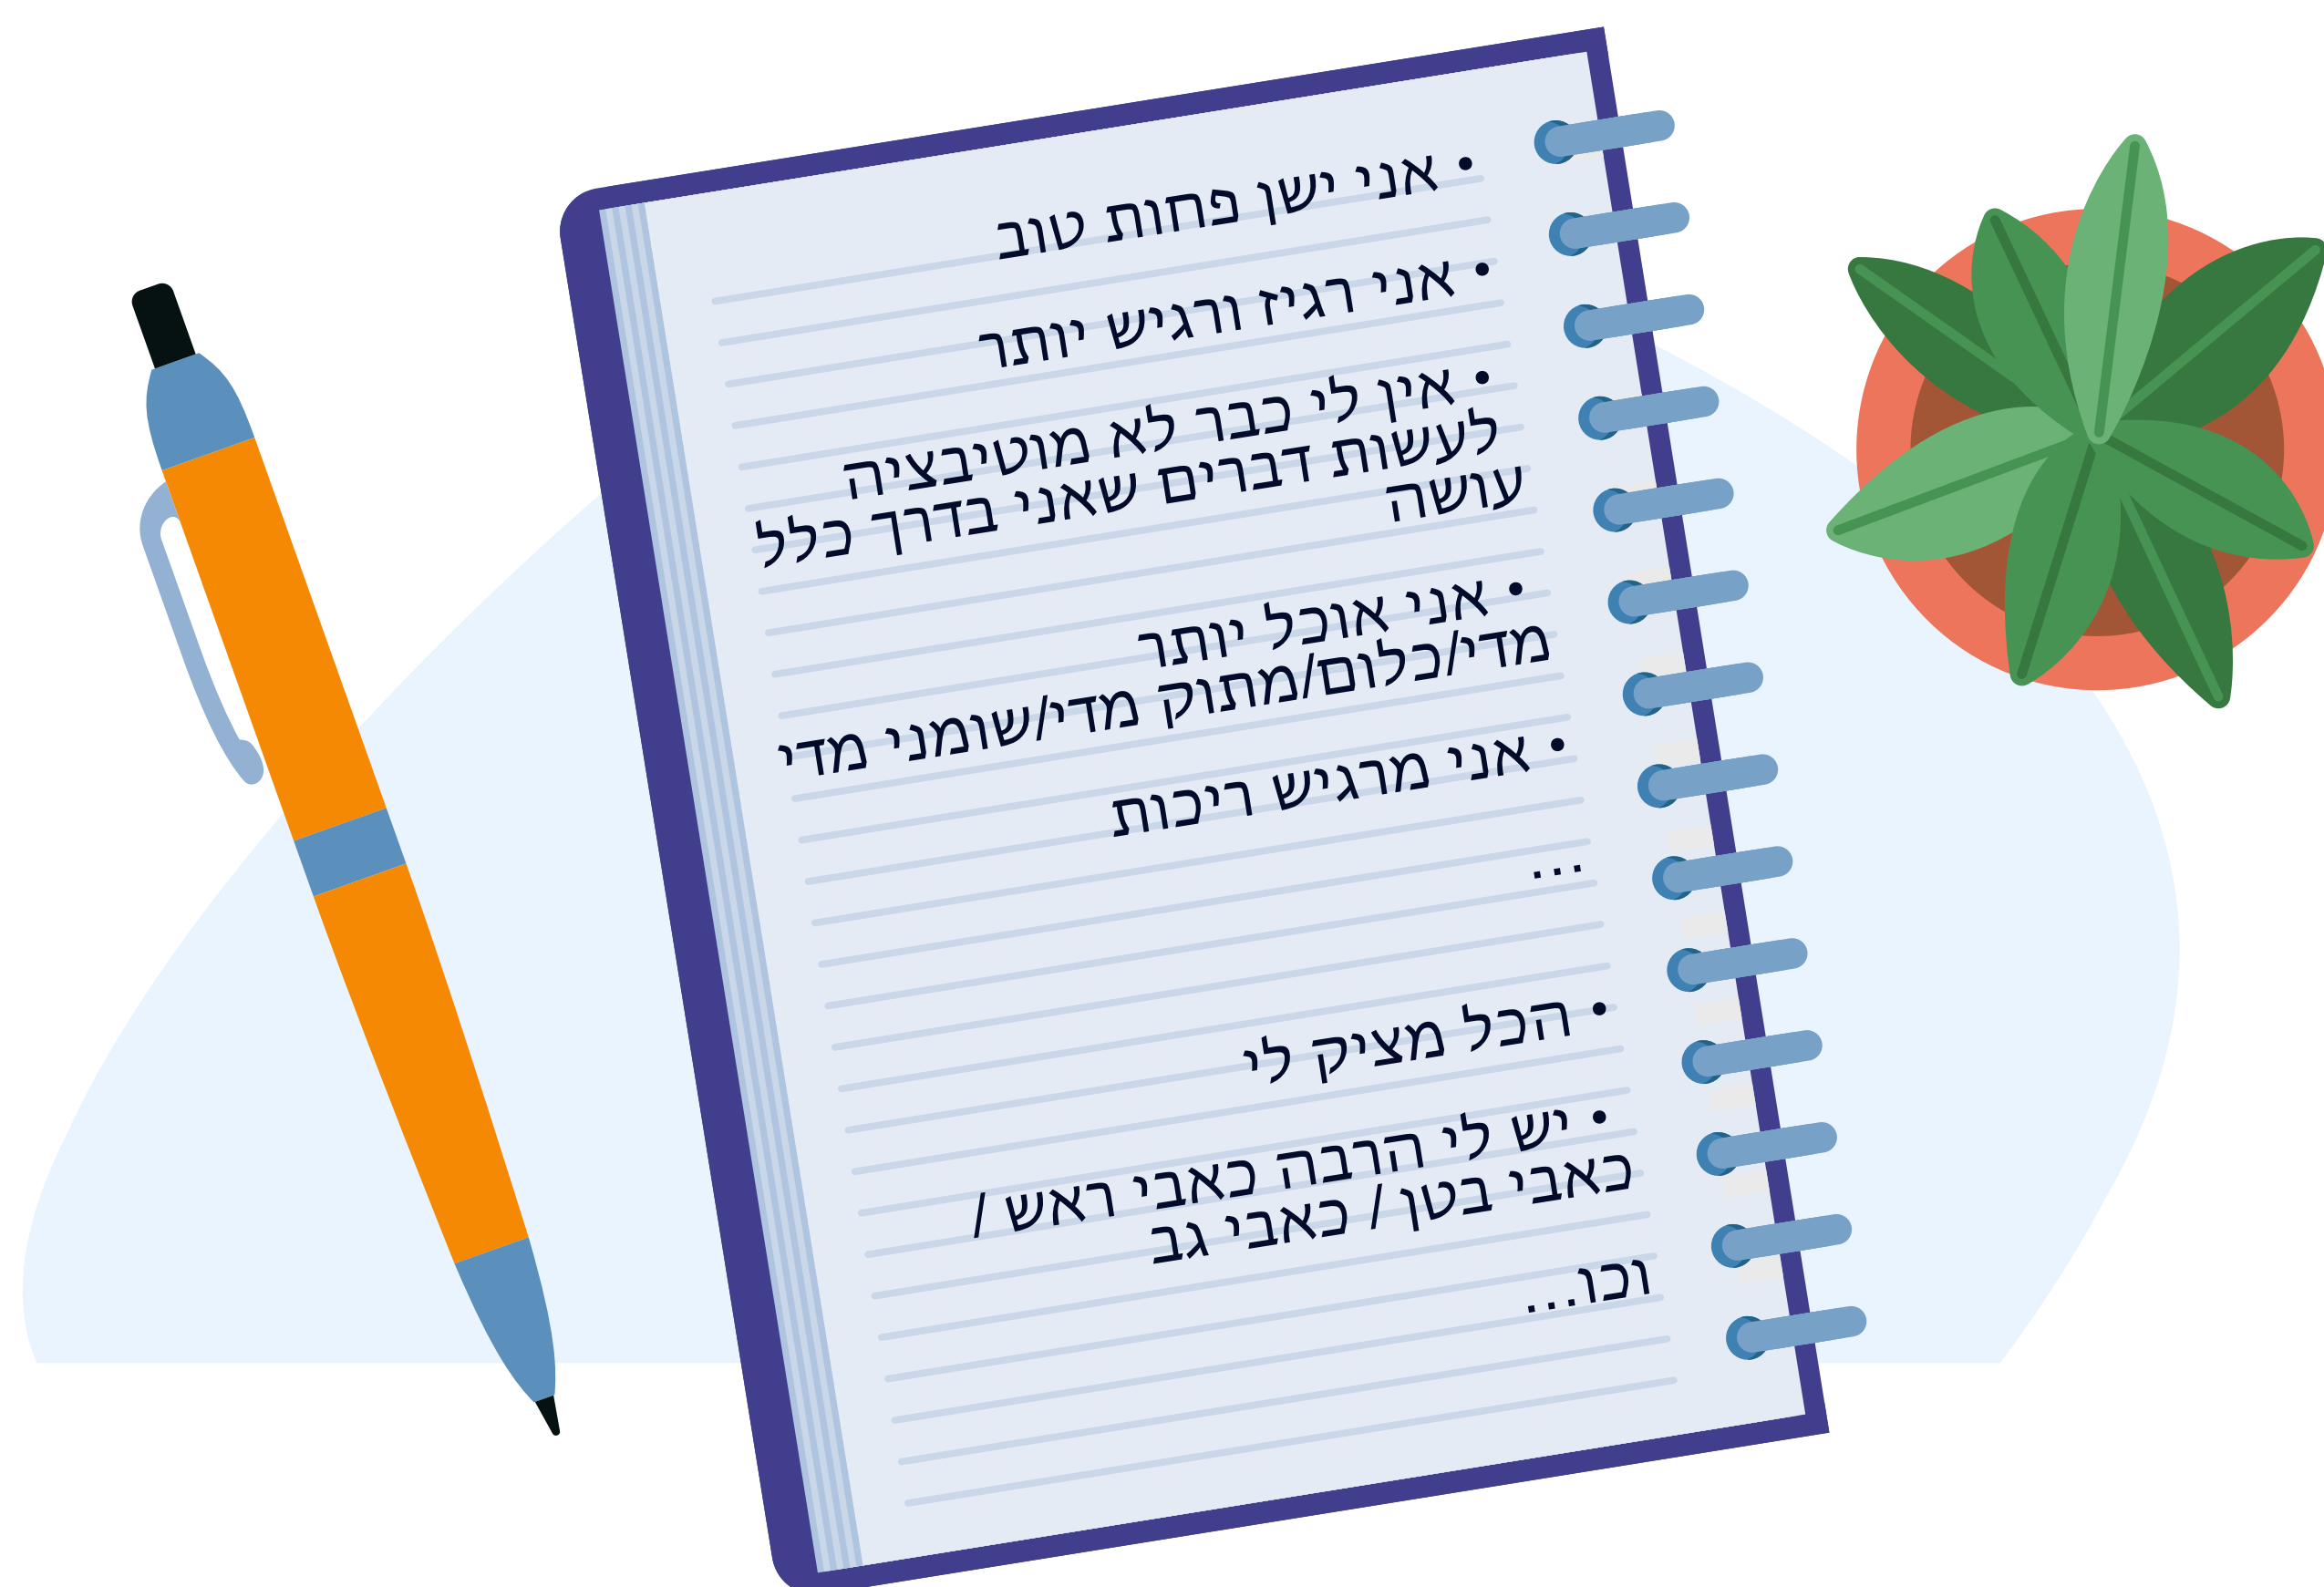 • אני ישן פחות טוב
• אני רגיז ורגיש יותר
• אין לי כבר לא מוטיבציה
לעשות דברים שאני בדרך כלל
עושה
• אני אוכל יותר
מדי/כלום/מתוק מדי/שומני מדי
• אני מרגיש ריכות
...
• הכל מציק לי
• יש לי הרבה כאבי ראש /
כאבי בטן / כאבי גב
וכו...